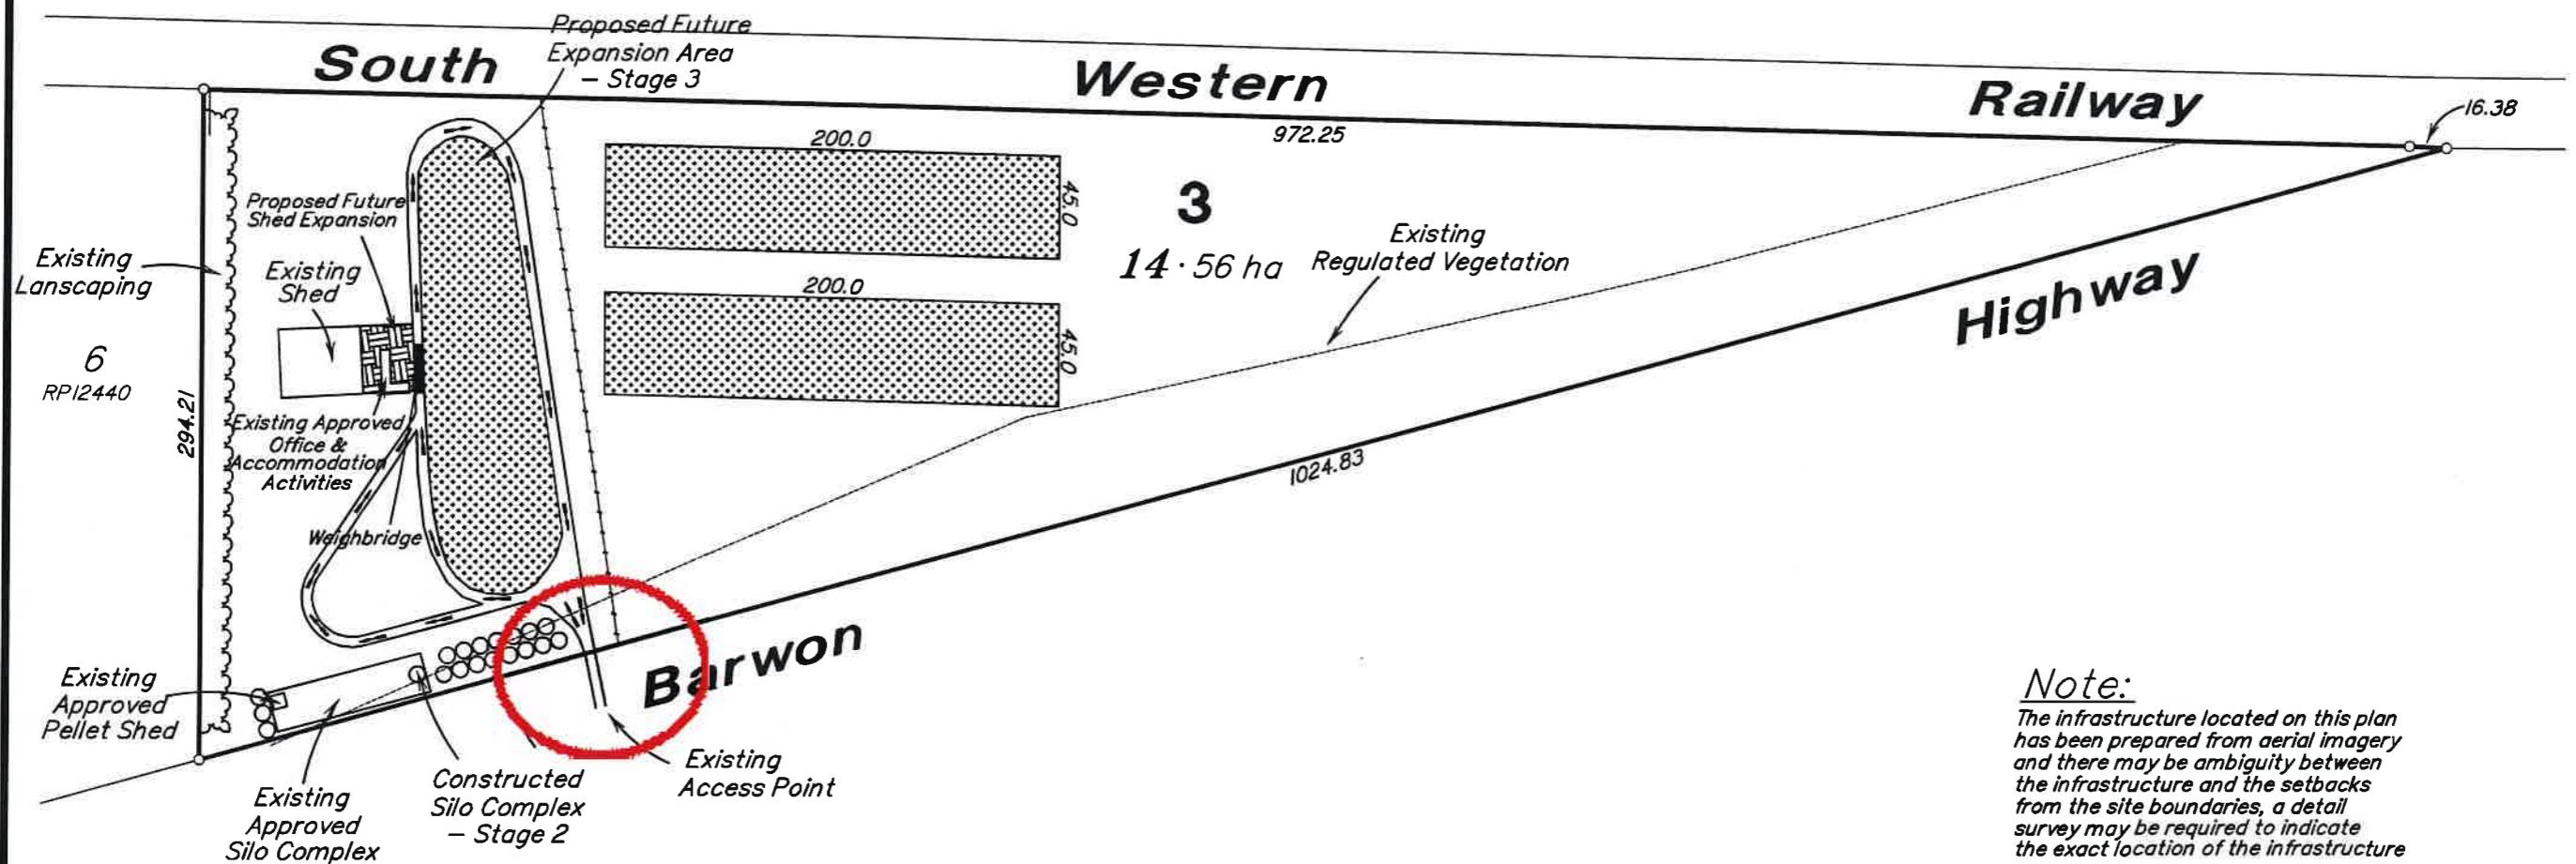 Proposed Future
Expansion Area
– Stage 3
South Western Railway
16.38
972.25
200.0
45.0
3
14·56 ha
Proposed Future
Shed Expansion
Existing
Regulated Vegetation
Existing
Lanscaping
Existing
Shed
200.0
45.0
Highway
6
RP12440
294.21
Existing Approved
Office &
Accommodation
Activities
1024.83
Weighbridge
Barwon
Existing
Approved
Pellet Shed
Existing
Access Point
Constructed
Silo Complex
– Stage 2
Existing
Approved
Silo Complex
Note:
The infrastructure located on this plan
has been prepared from aerial imagery
and there may be ambiguity between
the infrastructure and the setbacks
from the site boundaries, a detail
survey may be required to indicate
the exact location of the infrastructure